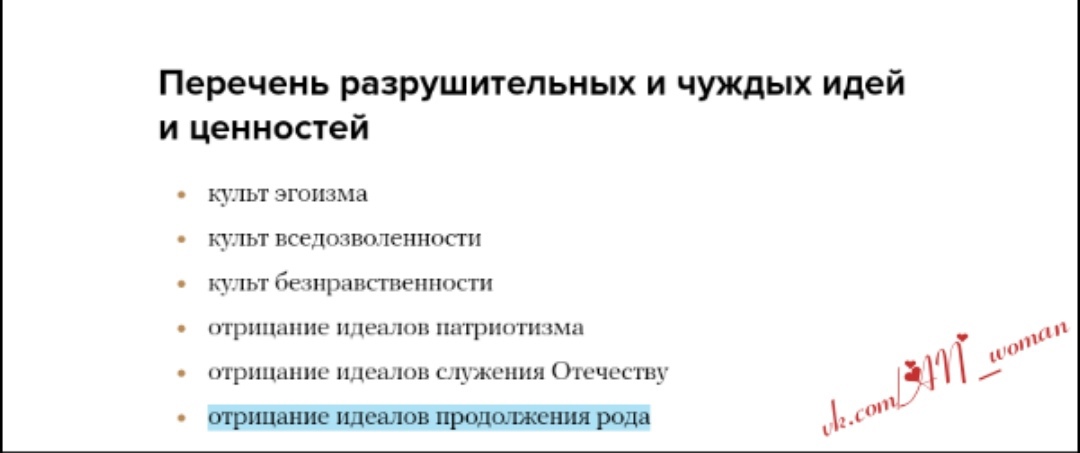 Перечень разрушительных и чуждых идей
и ценностей
• культ эгоизма
• культ вседозволенности
• культ безнравственности
• отрицание идеалов патриотизма
• отрицание идеалов служения Отечеству
• отрицание идеалов продолжения рода
vk.com/AN_woman